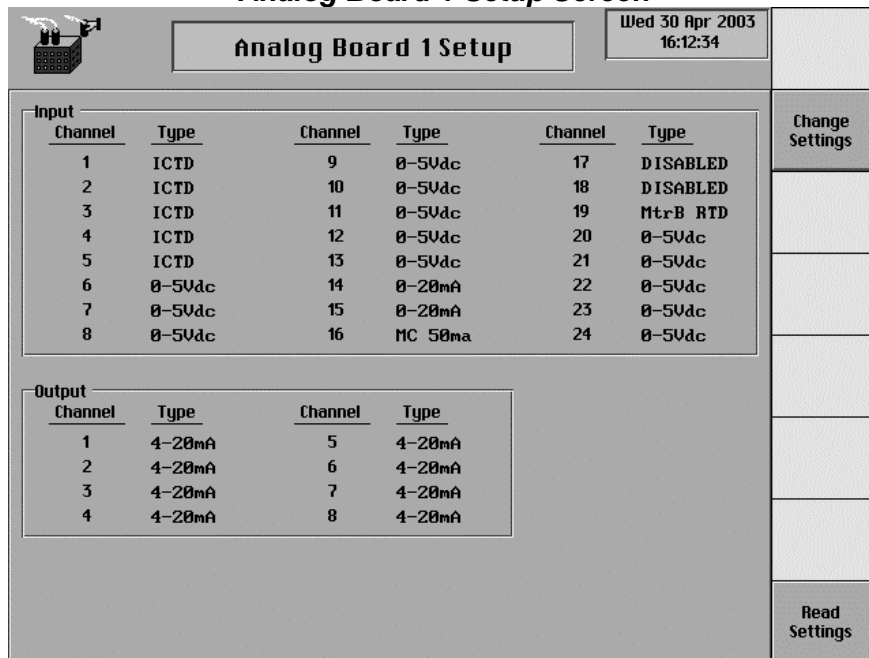 Analog Board 1 Setup Screen
Analog Board 1 Setup
Wed 30 Apr 2003
16:12:34
Change
Settings
Input
Channel Type Channel Type Channel Type
1 ICTD 9 0-5Vdc 17 DISABLED
2 ICTD 10 0-5Vdc 18 DISABLED
3 ICTD 11 0-5Vdc 19 MtrB RTD
4 ICTD 12 0-5Vdc 20 0-5Vdc
5 ICTD 13 0-5Vdc 21 0-5Vdc
6 0-5Vdc 14 0-20mA 22 0-5Vdc
7 0-5Vdc 15 0-20mA 23 0-5Vdc
8 0-5Vdc 16 MC 50ma 24 0-5Vdc
Output
Channel Type Channel Type
1 4-20mA 5 4-20mA
2 4-20mA 6 4-20mA
3 4-20mA 7 4-20mA
4 4-20mA 8 4-20mA
Read
Settings